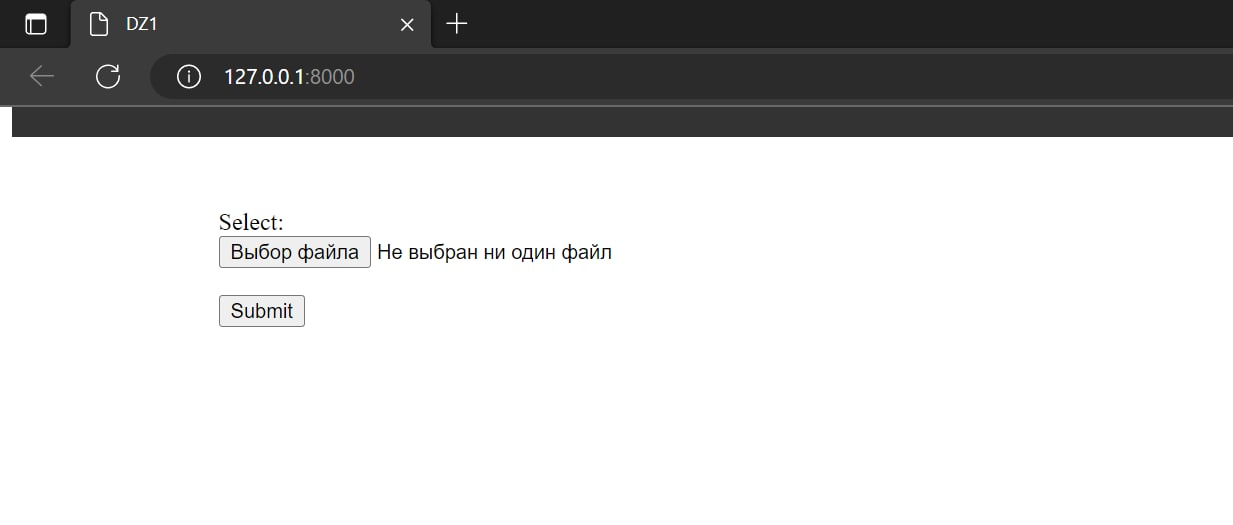 DZ1
127.0.0.1:8000
Select:
Выбор файла Не выбран ни один файл
Submit